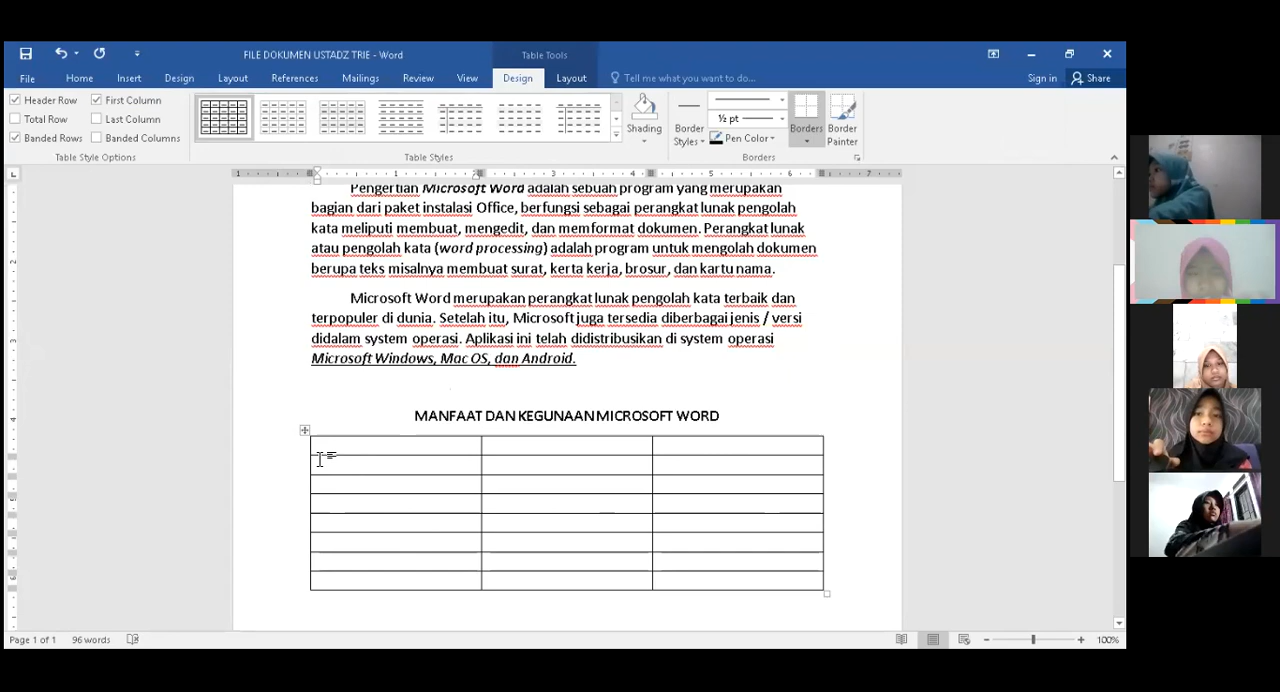 FILE DOKUMEN USTADZ TRIE - Word
Table Tools
File Home Insert Design Layout References Mailings Review View Design Layout Tell me what you want to do... Sign in Share
Header Row First Column
Total Row Last Column
Banded Rows Banded Columns
Table Style Options
Table Styles
Shading
Border Styles
½ pt
Pen Color
Borders
Border Painter
Borders
1 1 2 3 4 5 6 7
Pengertian Microsoft Word adalah sebuah program yang merupakan
bagian dari paket instalasi Office, berfungsi sebagai perangkat lunak pengolah
kata meliputi membuat, mengedit, dan memformat dokumen. Perangkat lunak
atau pengolah kata (word processing) adalah program untuk mengolah dokumen
berupa teks misalnya membuat surat, kerta kerja, brosur, dan kartu nama.
Microsoft Word merupakan perangkat lunak pengolah kata terbaik dan
terpopuler di dunia. Setelah itu, Microsoft juga tersedia diberbagai jenis / versi
didalam system operasi. Aplikasi ini telah didistribusikan di system operasi
Microsoft Windows, Mac OS, dan Android.
MANFAAT DAN KEGUNAAN MICROSOFT WORD
Page 1 of 1 96 words 100%